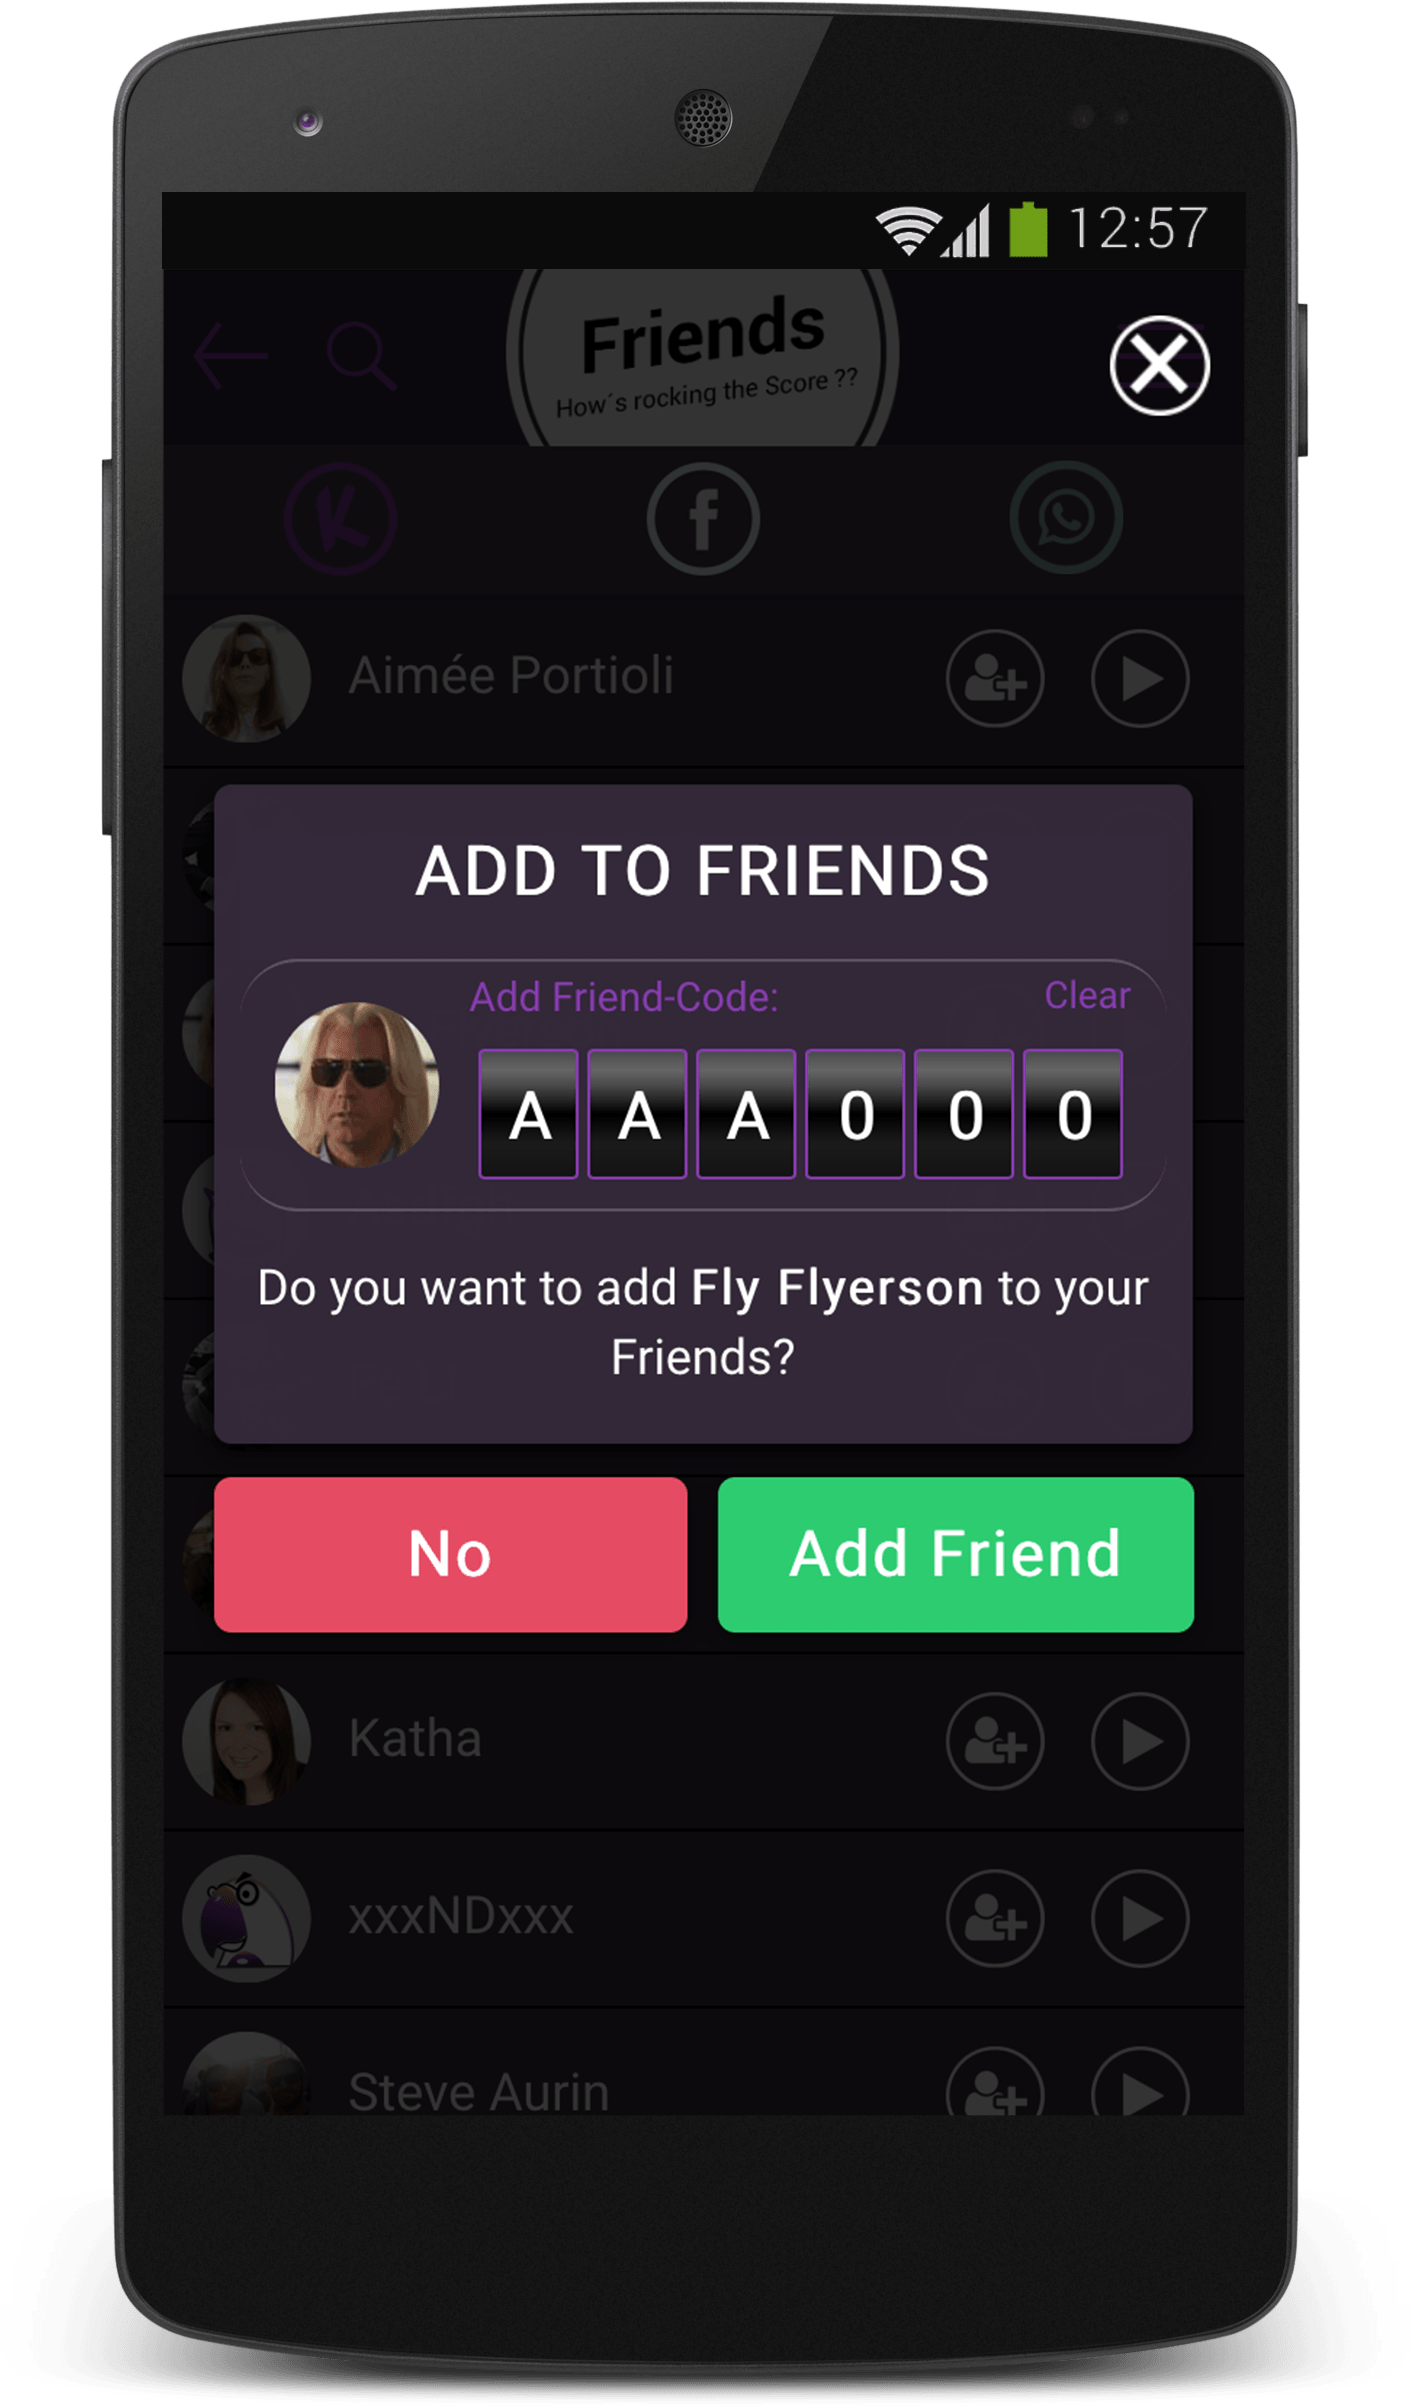 12:57
Friends
How´s rocking the Score ??
K
f
Aimée Portioli
ADD TO FRIENDS
Add Friend-Code:
Clear
A A A 0 0 0
Do you want to add Fly Flyerson to your
Friends?
No
Add Friend
Katha
xxxNDxxx
Steve Aurin